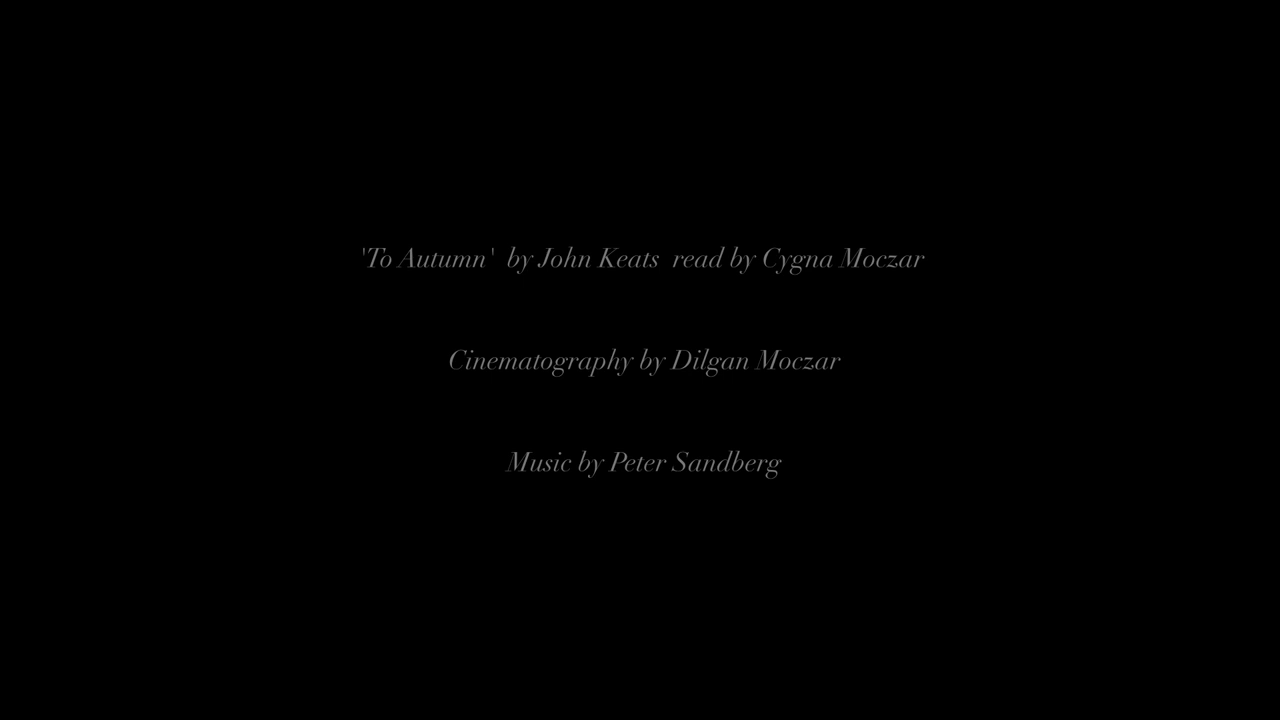 'To Autumn' by John Keats read by Cygna Moczar
Cinematography by Dilgan Moczar
Music by Peter Sandberg